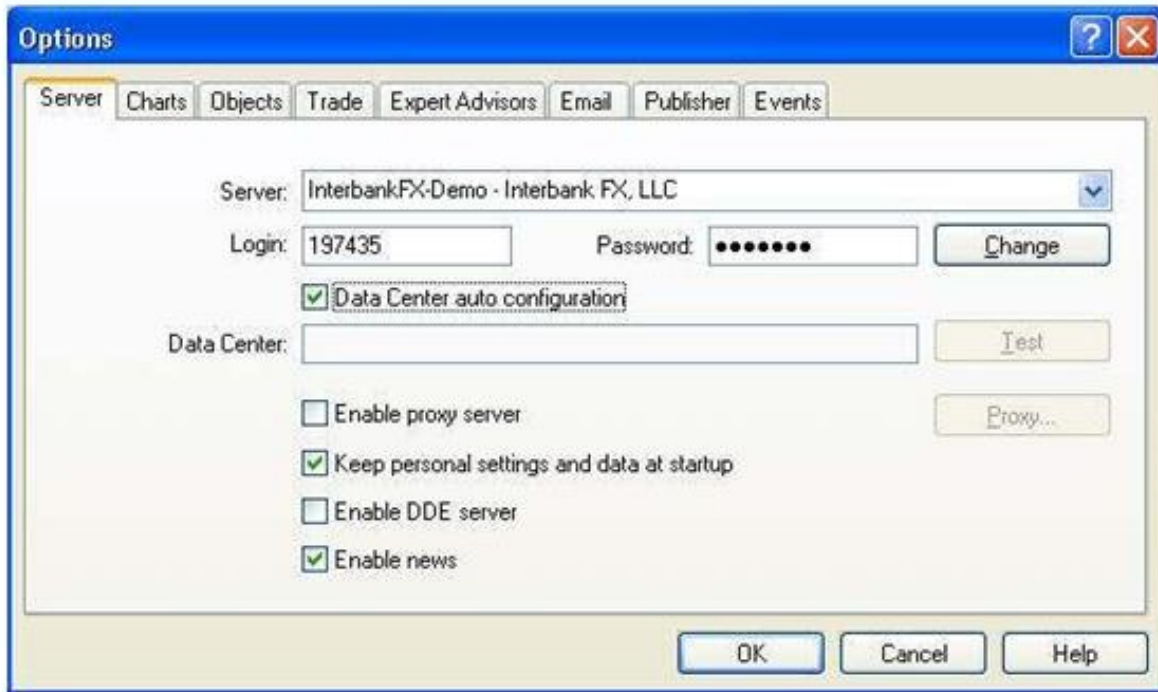 Options
Server Charts Objects Trade Expert Advisors Email Publisher Events
Server: InterbankFX-Demo - Interbank FX, LLC
Login: 197435 Password: ●●●●●●● Change
Data Center auto configuration
Data Center: Test
Enable proxy server Proxy...
Keep personal settings and data at startup
Enable DDE server
Enable news
OK Cancel Help